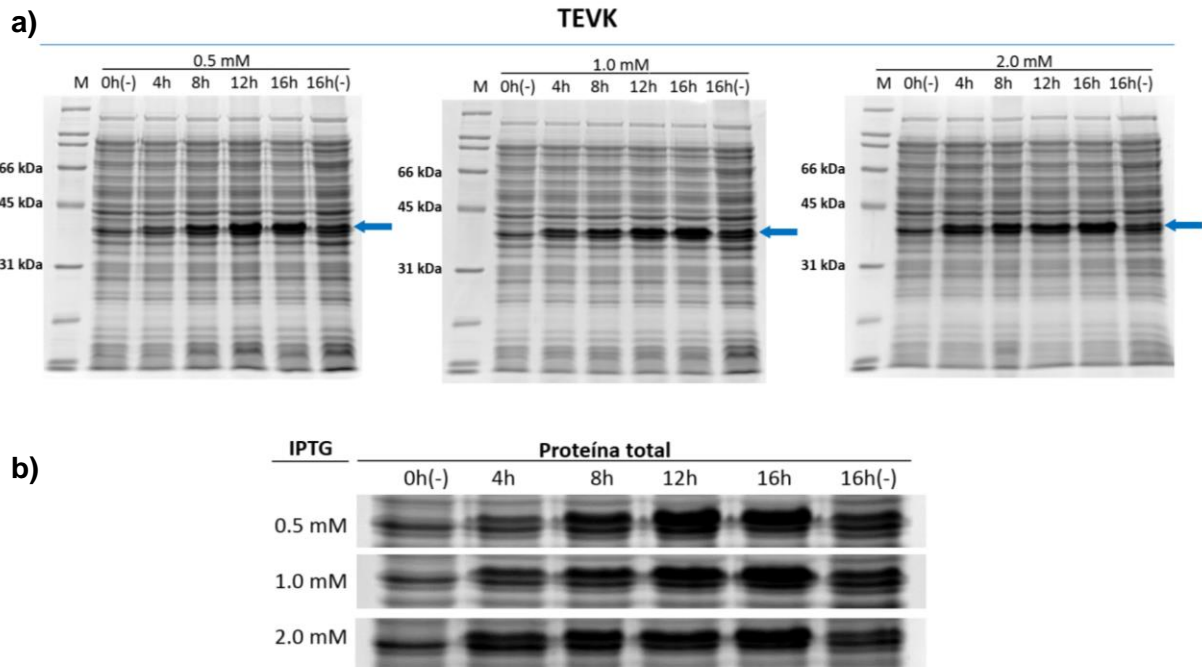 a)
TEVK
0.5 mM
M 0h(-) 4h 8h 12h 16h 16h(-)
66 kDa
45 kDa
31 kDa
1.0 mM
M 0h(-) 4h 8h 12h 16h 16h(-)
66 kDa
45 kDa
31 kDa
2.0 mM
M 0h(-) 4h 8h 12h 16h 16h(-)
66 kDa
45 kDa
31 kDa
b)
IPTG Proteína total
0h(-) 4h 8h 12h 16h 16h(-)
0.5 mM
1.0 mM
2.0 mM